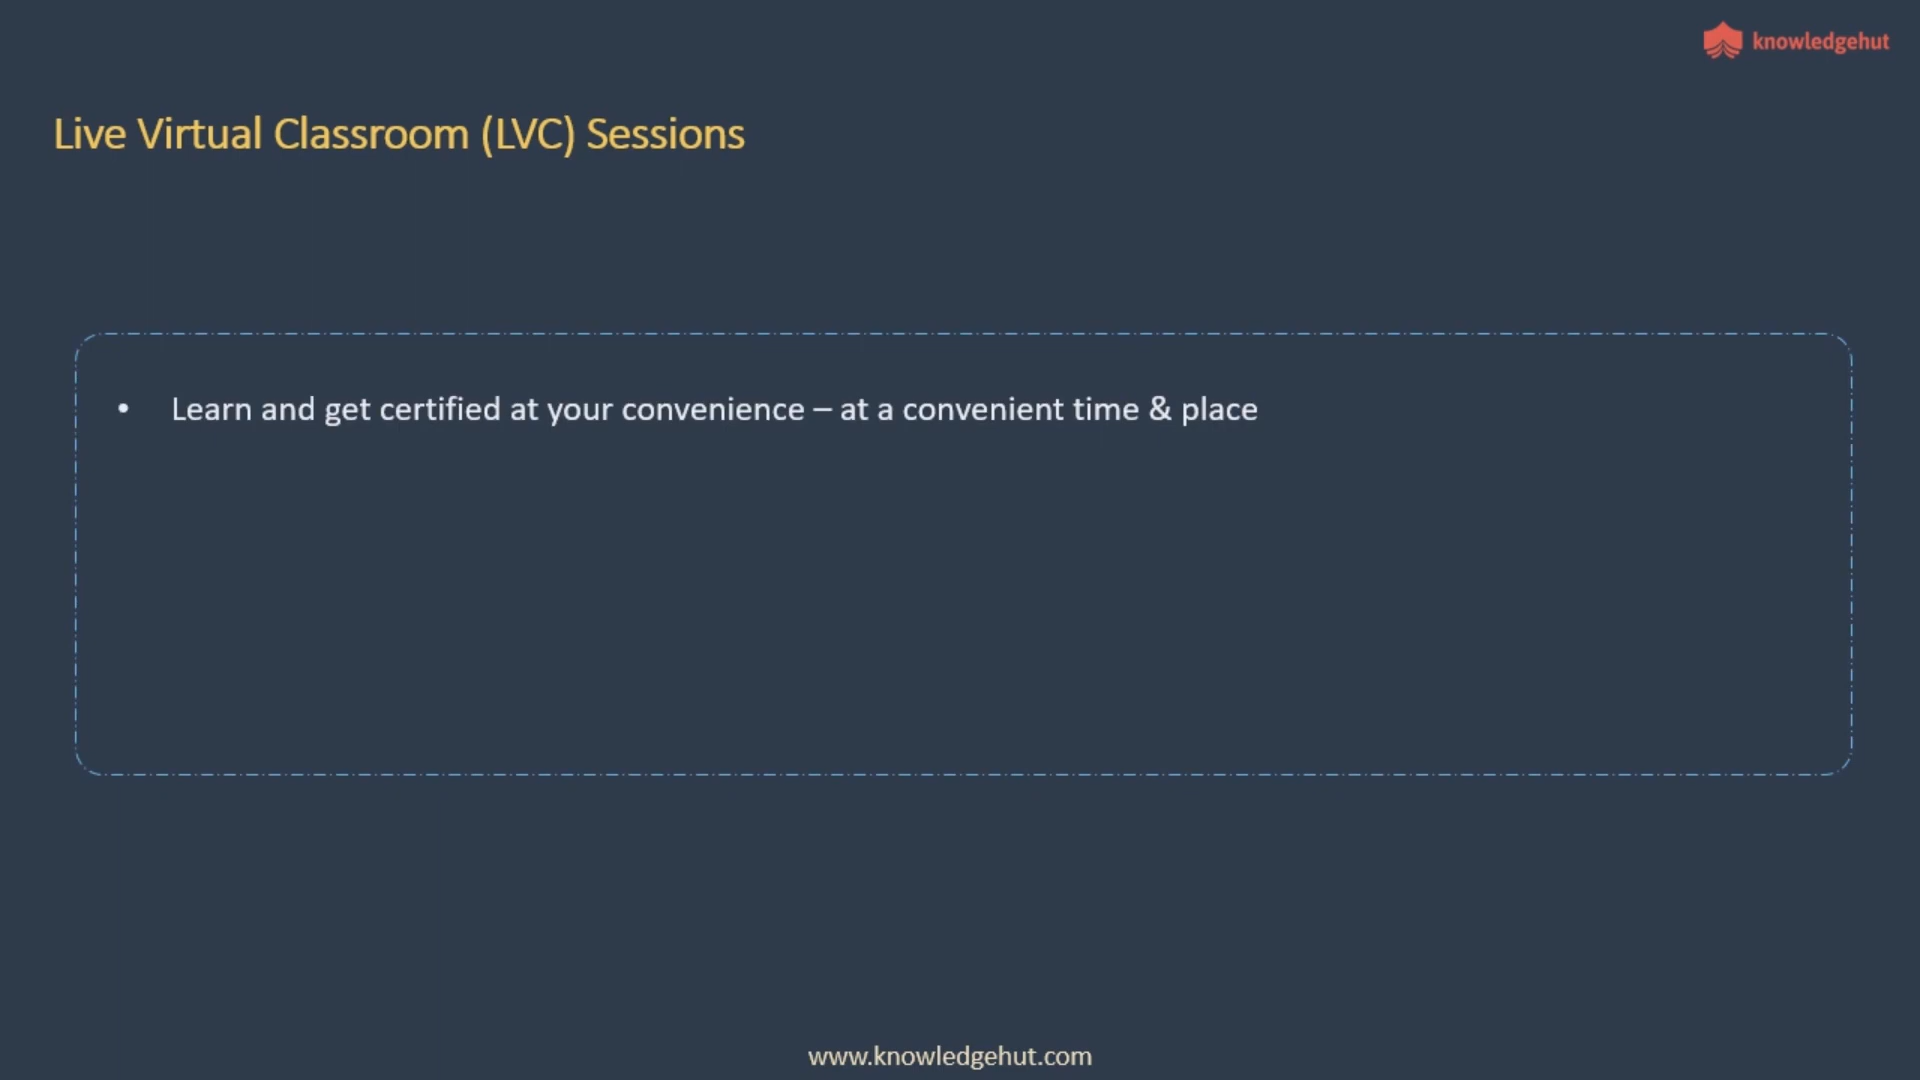 knowledgehut
Live Virtual Classroom (LVC) Sessions
• Learn and get certified at your convenience – at a convenient time & place
www.knowledgehut.com